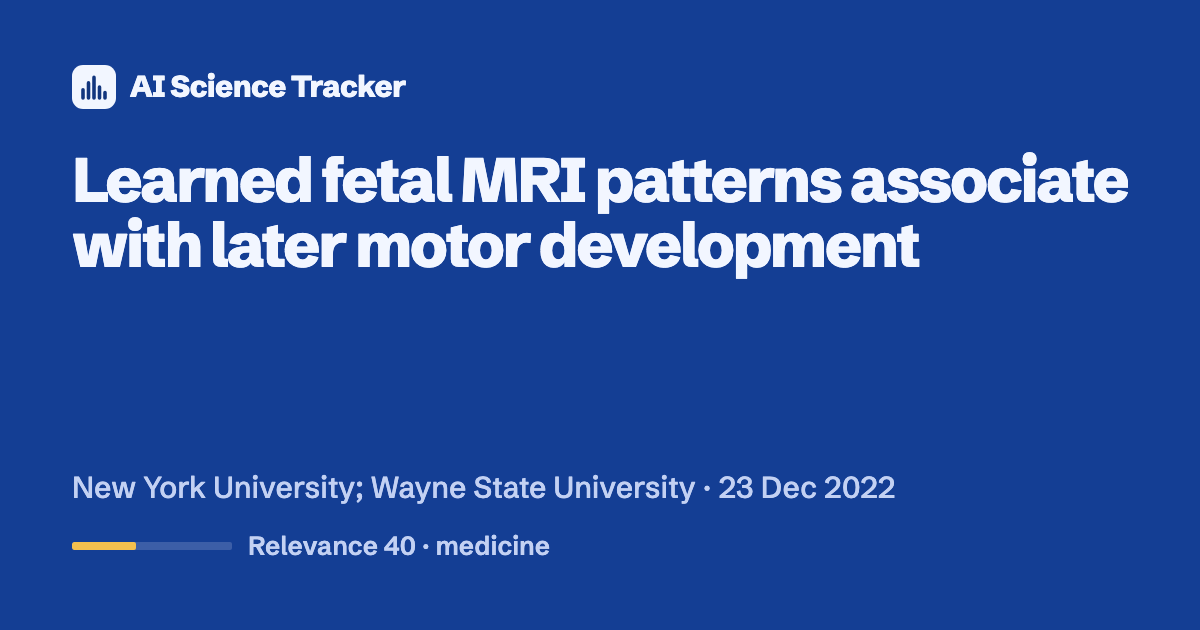 AI Science Tracker
Learned fetal MRI patterns associate
with later motor development
New York University; Wayne State University · 23 Dec 2022
Relevance 40 · medicine